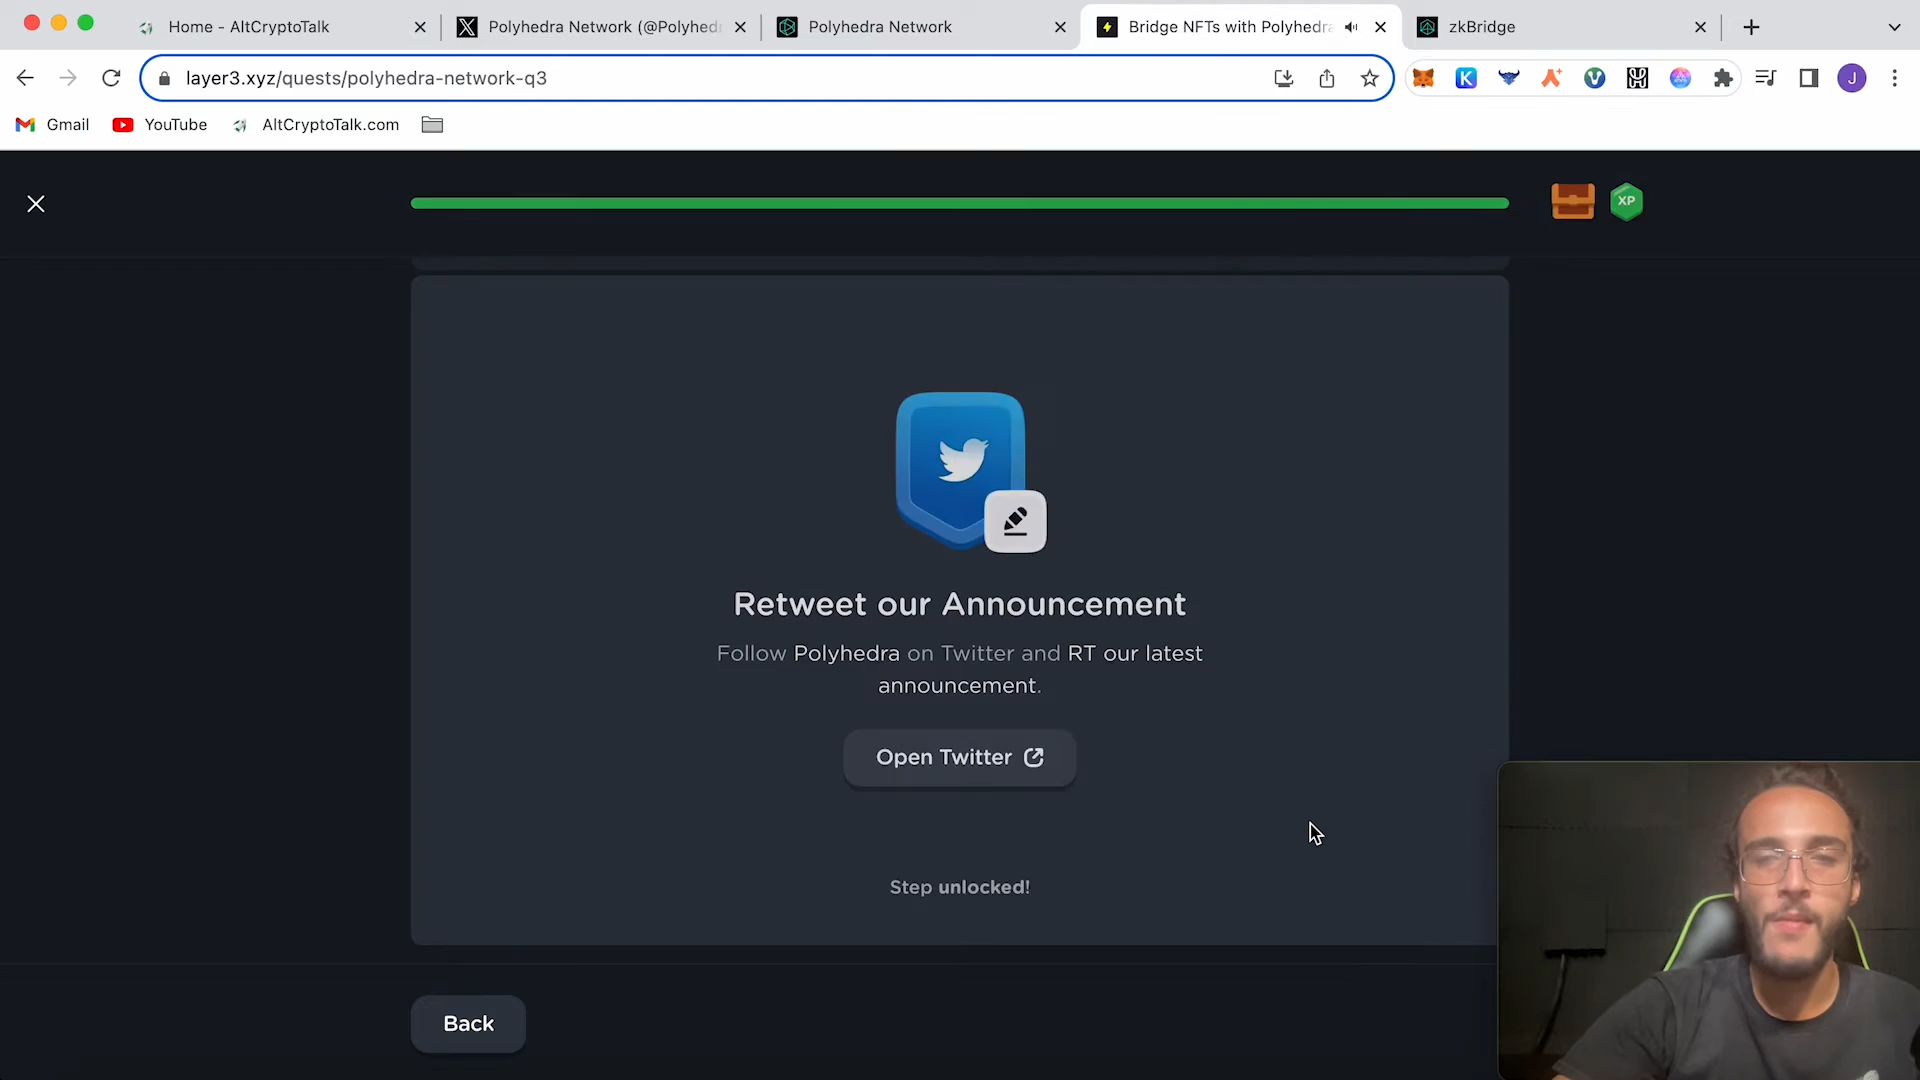 Home - AltCryptoTalk
Polyhedra Network (@Polyhed
Polyhedra Network
Bridge NFTs with Polyhedra
zkBridge
layer3.xyz/quests/polyhedra-network-q3
J
Gmail
YouTube
AltCryptoTalk.com
XP
Retweet our Announcement
Follow Polyhedra on Twitter and RT our latest
announcement.
Open Twitter
Step unlocked!
Back